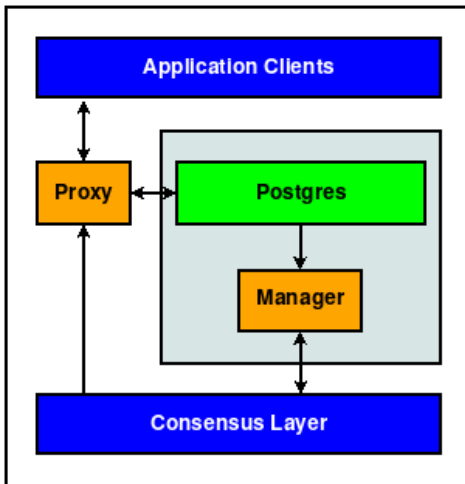 Application Clients
Proxy
Postgres
Manager
Consensus Layer